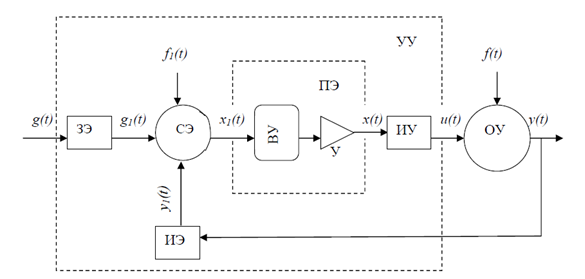 УУ
f₁(t)
f(t)
ПЭ
g(t)
ЗЭ
g₁(t)
СЭ
x₁(t)
ВУ
У
x(t)
ИУ
u(t)
ОУ
y(t)
y₁(t)
ИЭ